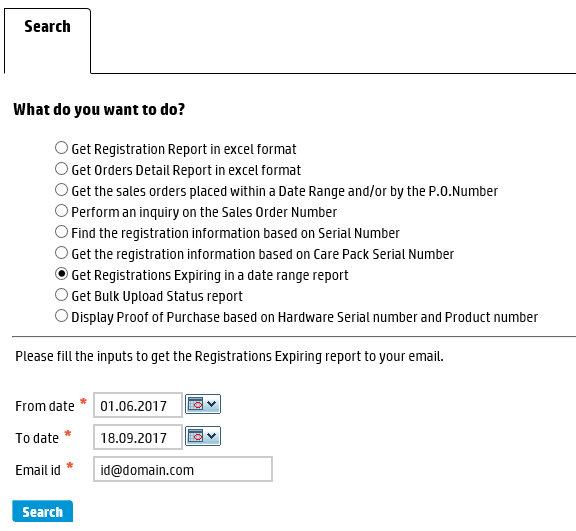 Search
What do you want to do?
Get Registration Report in excel format
Get Orders Detail Report in excel format
Get the sales orders placed within a Date Range and/or by the P.O.Number
Perform an inquiry on the Sales Order Number
Find the registration information based on Serial Number
Get the registration information based on Care Pack Serial Number
Get Registrations Expiring in a date range report
Get Bulk Upload Status report
Display Proof of Purchase based on Hardware Serial number and Product number
Please fill the inputs to get the Registrations Expiring report to your email.
From date * 01.06.2017
To date * 18.09.2017
Email id * id@domain.com
Search